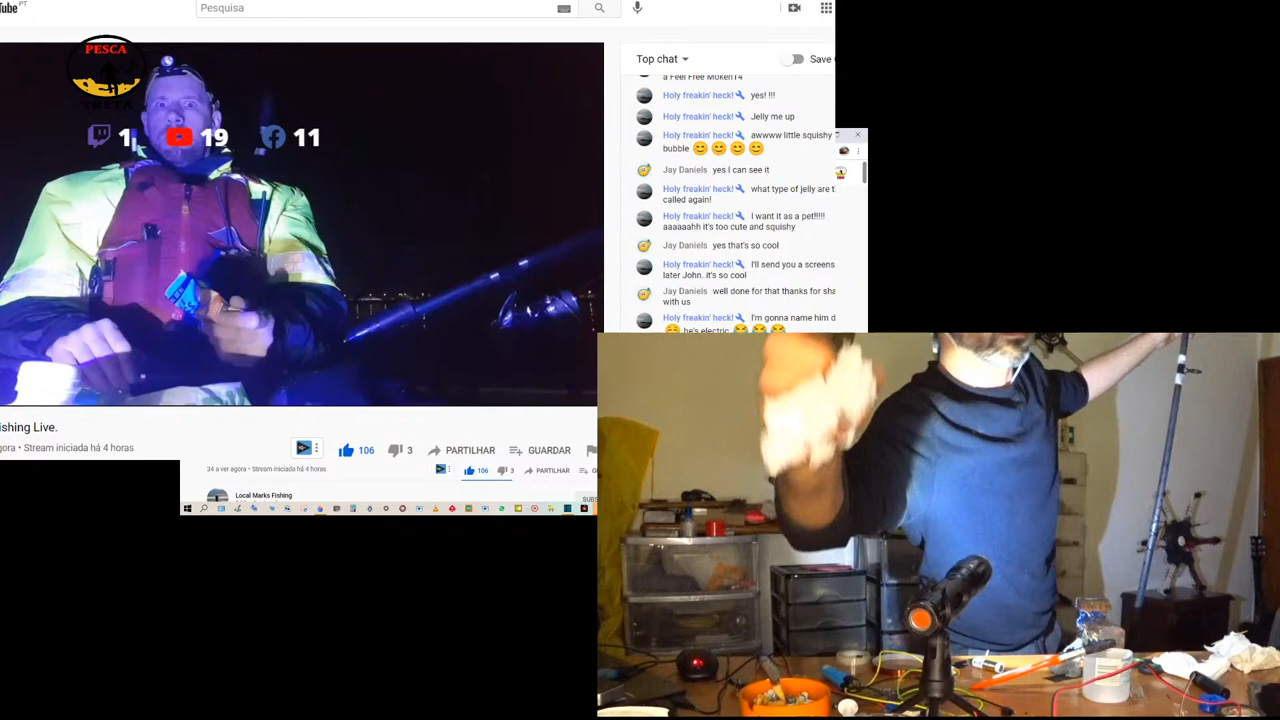 Tube PT
Pesquisa
PESCA
THETA
1
19
11
Top chat
Save
a Feel Free Moken14
Holy freakin' heck! yes! !!!
Holy freakin' heck! Jelly me up
Holy freakin' heck! awwww little squishy
bubble 😊 😊 😊 😊
Jay Daniels yes I can see it
Holy freakin' heck! what type of jelly are t
called again!
Holy freakin' heck! I want it as a pet!!!!!
aaaaaahh it's too cute and squishy
Jay Daniels yes that's so cool
Holy freakin' heck! I'll send you a screens
later John. it's so cool
Jay Daniels well done for that thanks for sha
with us
Holy freakin' heck! I'm gonna name him d
he's electric 😂 😂 😂
ishing Live.
gora • Stream iniciada há 4 horas
106
3
PARTILHAR
GUARDAR
34 a ver agora • Stream iniciada há 4 horas
106
3
PARTILHAR
GU
Local Marks Fishing
SUBS